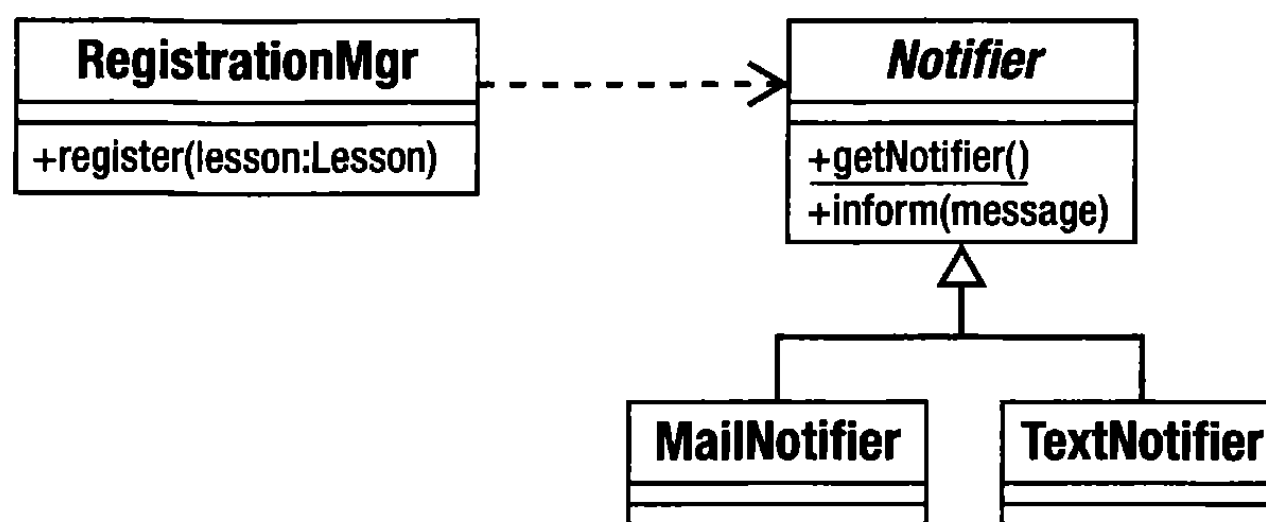 RegistrationMgr
+register(lesson:Lesson)
Notifier
+getNotifier()
+inform(message)
MailNotifier
TextNotifier